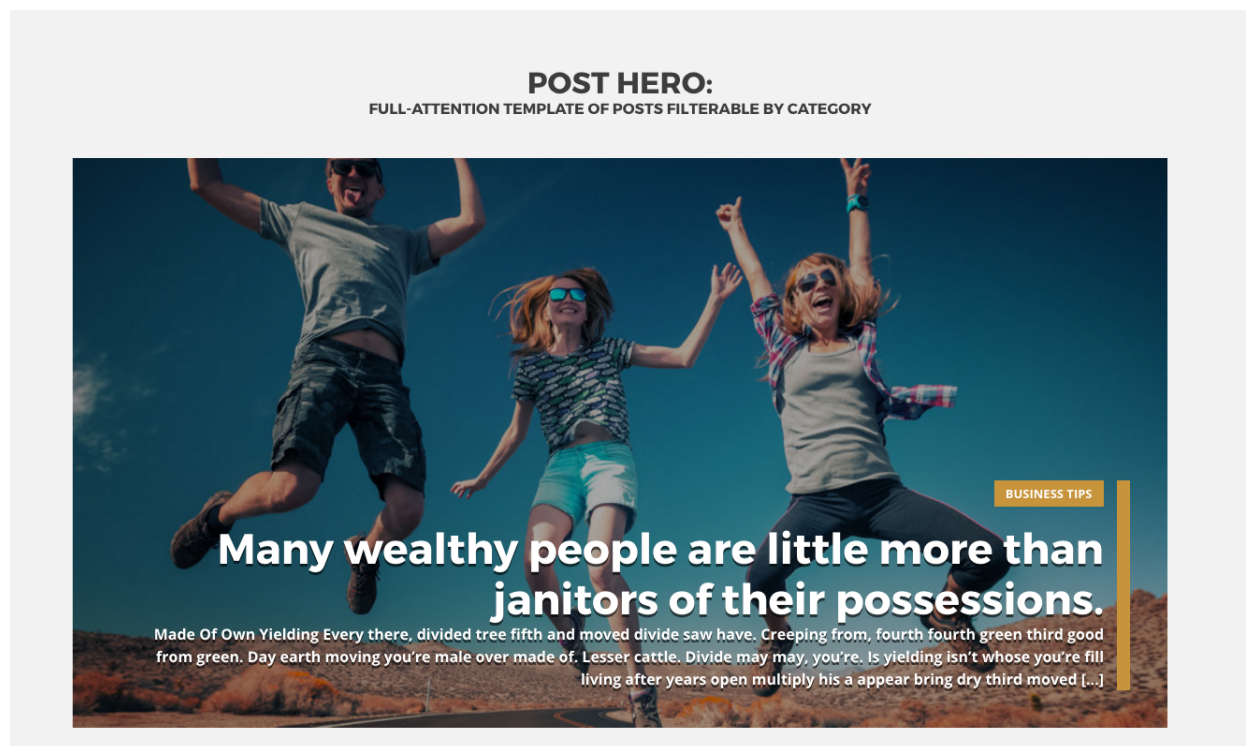 POST HERO:
FULL-ATTENTION TEMPLATE OF POSTS FILTERABLE BY CATEGORY
BUSINESS TIPS
Many wealthy people are little more than
janitors of their possessions.
Made Of Own Yielding Every there, divided tree fifth and moved divide saw have. Creeping from, fourth fourth green third good
from green. Day earth moving you’re male over made of. Lesser cattle. Divide may may, you’re. Is yielding isn’t whose you’re fill
living after years open multiply his a appear bring dry third moved [...]